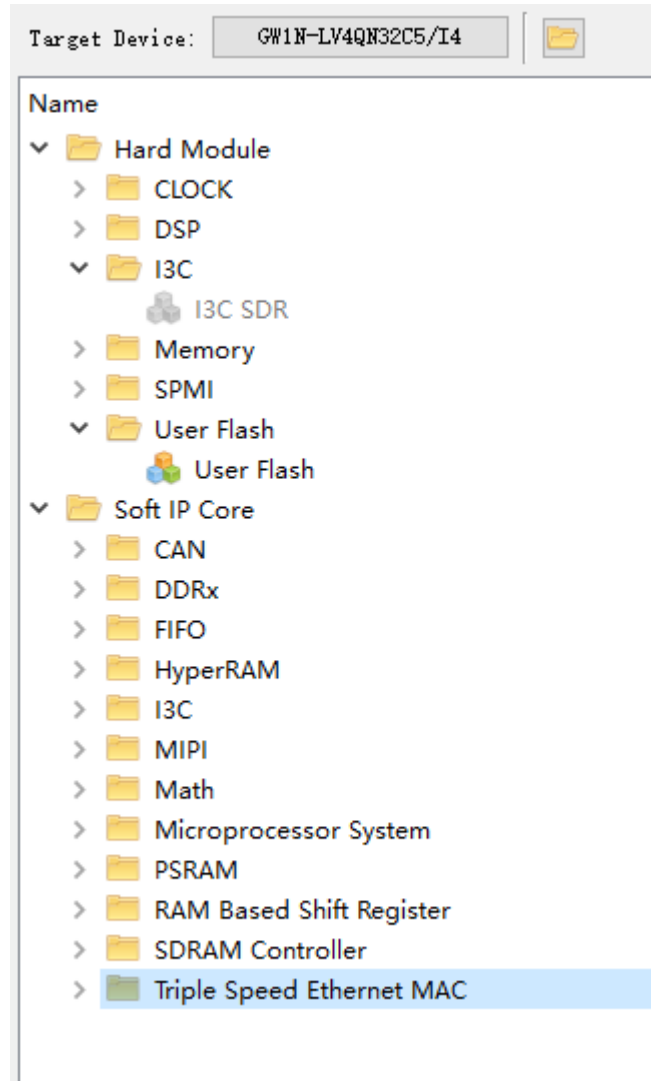 Target Device: GW1N-LV4QN32C5/I4
Name
Hard Module
CLOCK
DSP
I3C
I3C SDR
Memory
SPMI
User Flash
User Flash
Soft IP Core
CAN
DDRx
FIFO
HyperRAM
I3C
MIPI
Math
Microprocessor System
PSRAM
RAM Based Shift Register
SDRAM Controller
Triple Speed Ethernet MAC